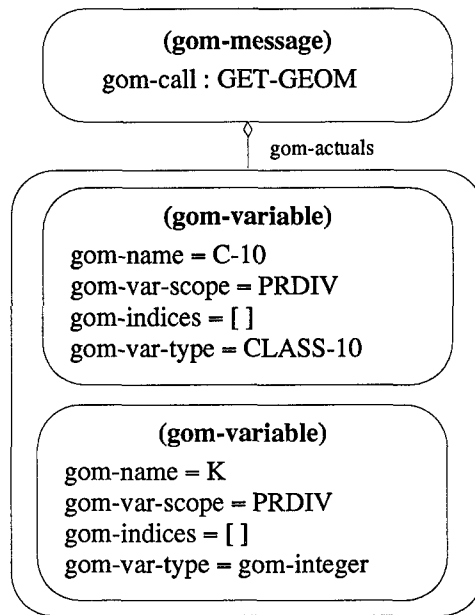 (gom-message)
gom-call : GET-GEOM
gom-actuals
(gom-variable)
gom-name = C-10
gom-var-scope = PRDIV
gom-indices = [ ]
gom-var-type = CLASS-10
(gom-variable)
gom-name = K
gom-var-scope = PRDIV
gom-indices = [ ]
gom-var-type = gom-integer